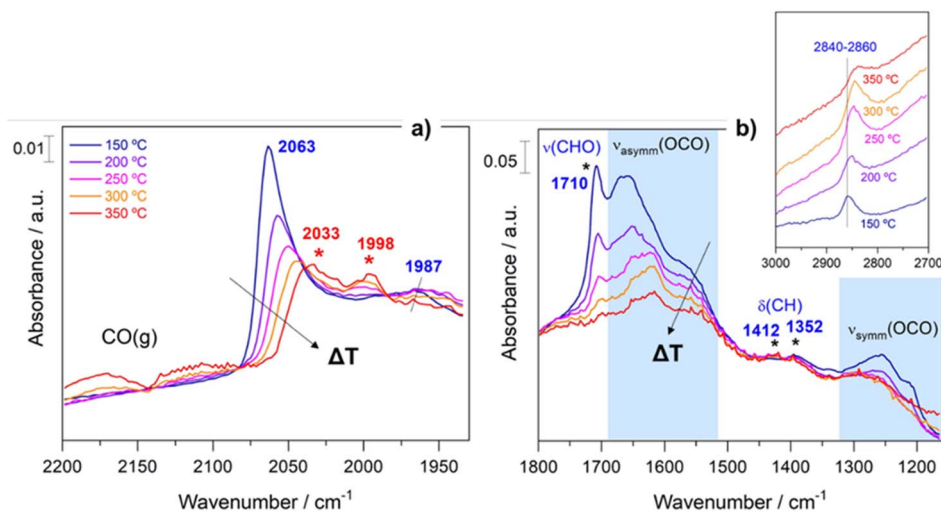 a)
0.01
150 ºC
200 ºC
250 ºC
300 ºC
350 ºC
2063
2033
*
1998
*
1987
CO(g)
ΔT
Absorbance / a.u.
2200 2150 2100 2050 2000 1950
Wavenumber / cm⁻¹
b)
0.05
ν(CHO)
1710
*
νasymm(OCO)
ΔT
δ(CH)
1412 1352
* *
νsymm(OCO)
Absorbance / a.u.
1800 1700 1600 1500 1400 1300 1200
Wavenumber / cm⁻¹
2840-2860
350 ºC
300 ºC
250 ºC
200 ºC
150 ºC
3000 2900 2800 2700